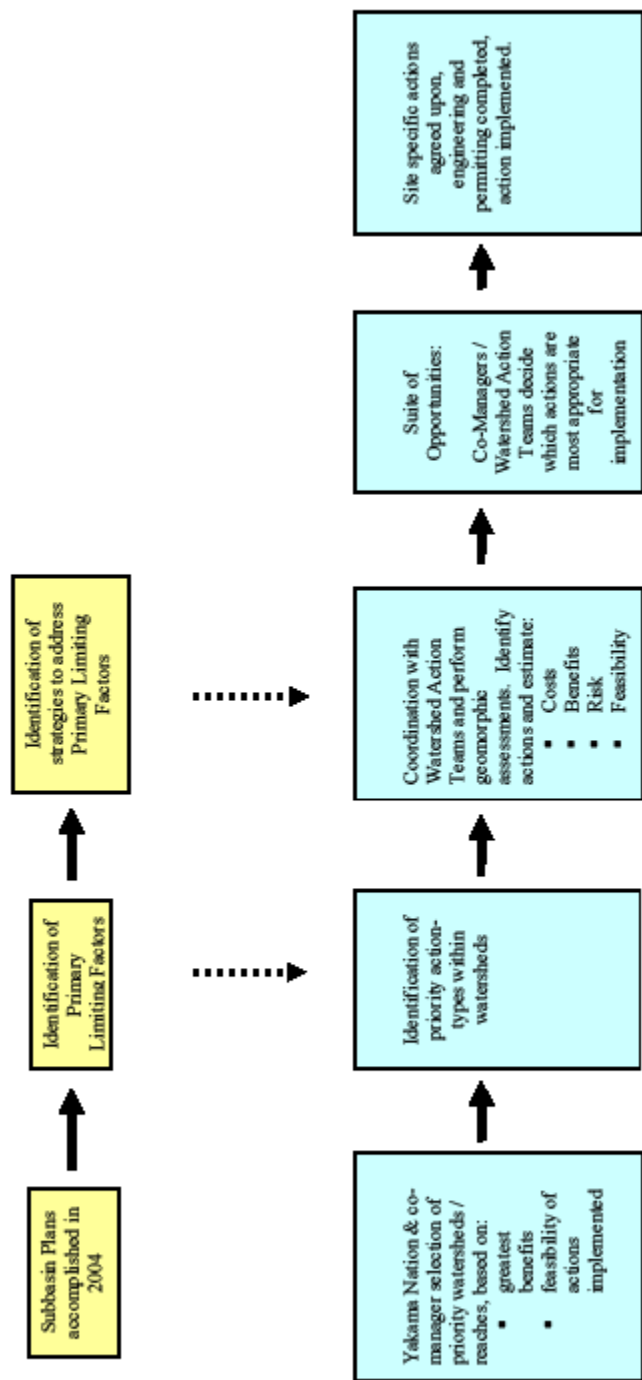 Subbasin Plans
accomplished in
2004
Identification of
Primary
Limiting Factors
Identification of
strategies to address
Primary Limiting
Factors
Yakama Nation & co-
manager selection of
priority watersheds /
reaches, based on:
▪ greatest
benefits
▪ feasibility of
actions
implemented
Identification of
priority action-
types within
watersheds
Coordination with
Watershed Action
Teams and perform
geomorphic
assessments. Identify
actions and estimate:
▪ Costs
▪ Benefits
▪ Risk
▪ Feasibility
Suite of
Opportunities:
Co-Managers /
Watershed Action
Teams decide
which actions are
most appropriate
for
implementation
Site specific actions
agreed upon,
engineering and
permitting completed,
action implemented.